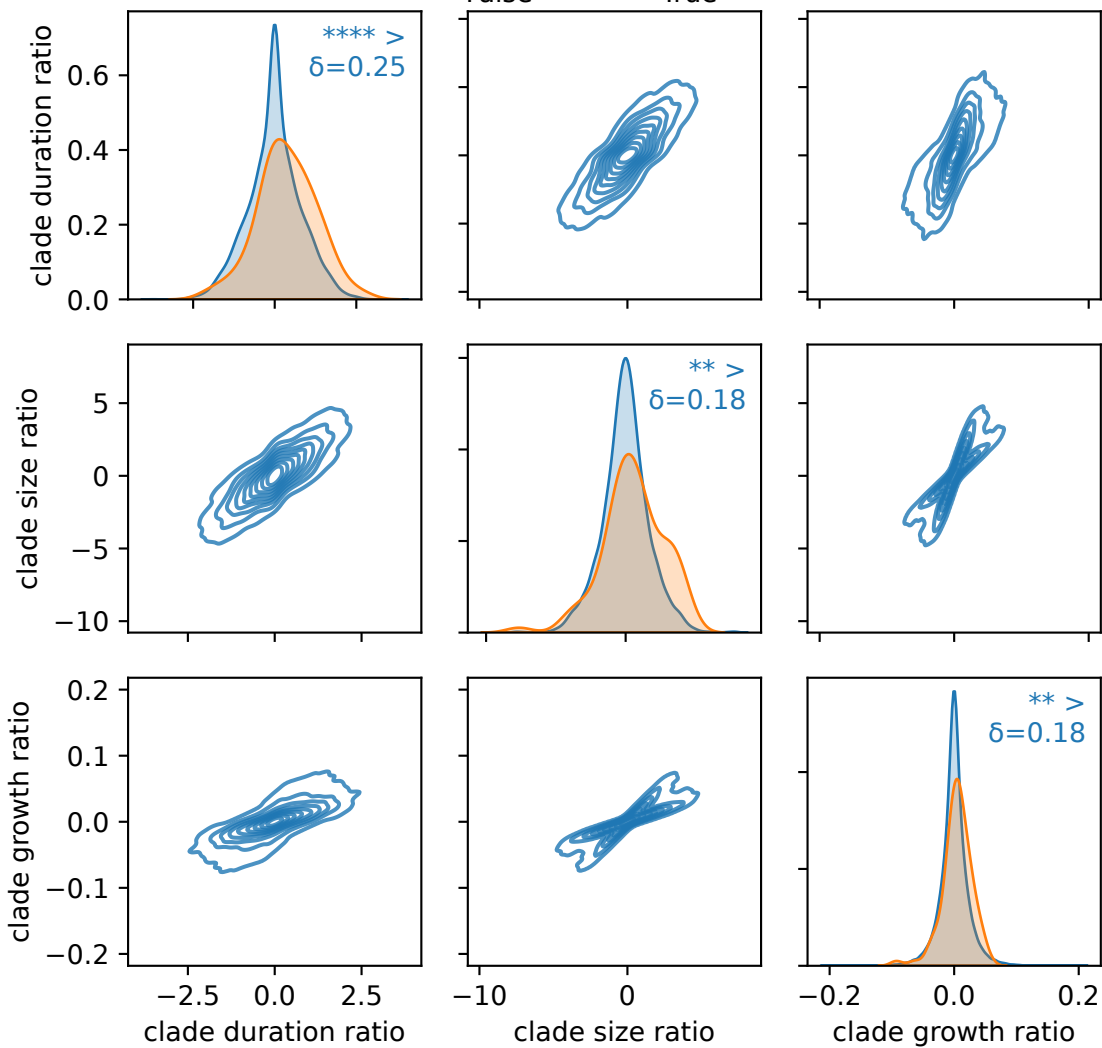 False True
clade duration ratio
0.6
0.4
0.2
0.0
**** >
δ=0.25
clade size ratio
5
0
−5
−10
** >
δ=0.18
clade growth ratio
0.2
0.1
0.0
−0.1
−0.2
** >
δ=0.18
−2.5 0.0 2.5
−10 0
−0.2 0.0 0.2
clade duration ratio
clade size ratio
clade growth ratio